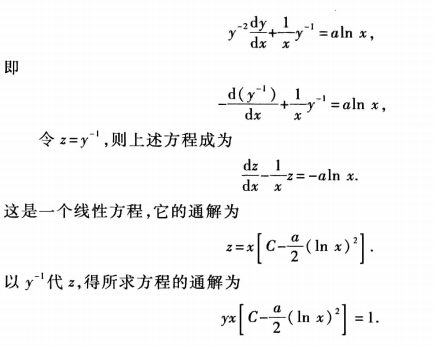 $y^{-2}\frac{dy}{dx}+\frac{1}{x}y^{-1}=a\ln x,$
即
$-\frac{d(y^{-1})}{dx}+\frac{1}{x}y^{-1}=a\ln x,$
令 $z=y^{-1}$,则上述方程成为
$\frac{dz}{dx}-\frac{1}{x}z=-a\ln x.$
这是一个线性方程,它的通解为
$z=x\left[C-\frac{a}{2}(\ln x)^{2}\right].$
以 $y^{-1}$代 $z$,得所求方程的通解为
$yx\left[C-\frac{a}{2}(\ln x)^{2}\right]=1.$